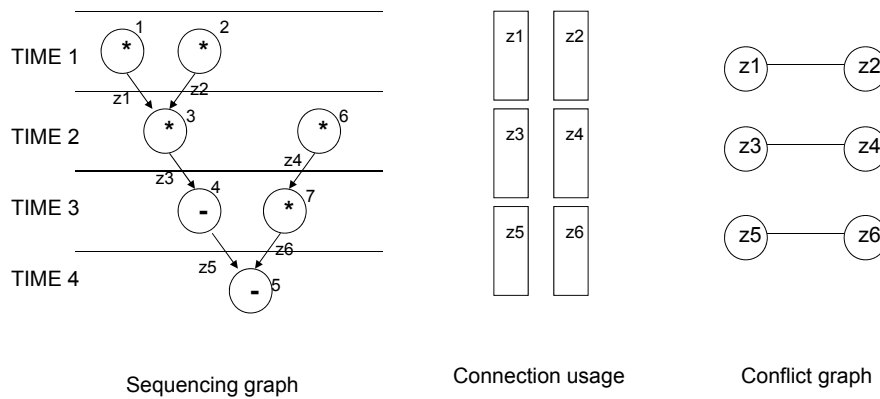 TIME 1
* 1
* 2
z1
z2
TIME 2
* 3
* 6
z3
z4
TIME 3
- 4
* 7
z5
z6
TIME 4
- 5
Sequencing graph
z1 z2
z3 z4
z5 z6
Connection usage
z1 z2
z3 z4
z5 z6
Conflict graph